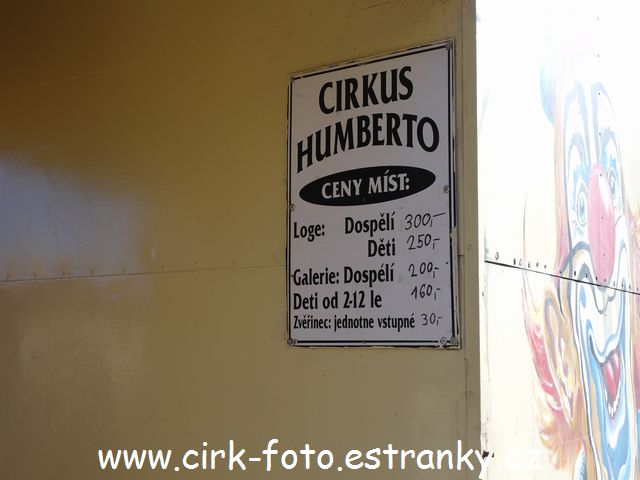 CIRKUS
HUMBERTO
CENY MÍST:
Loge: Dospělí 300,-
Děti 250,-
Galerie: Dospélí 200,-
Deti od 2-12 le 160,-
Zvěřinec: jednotne vstupné 30,-
www.cirk-foto.estranky.cz